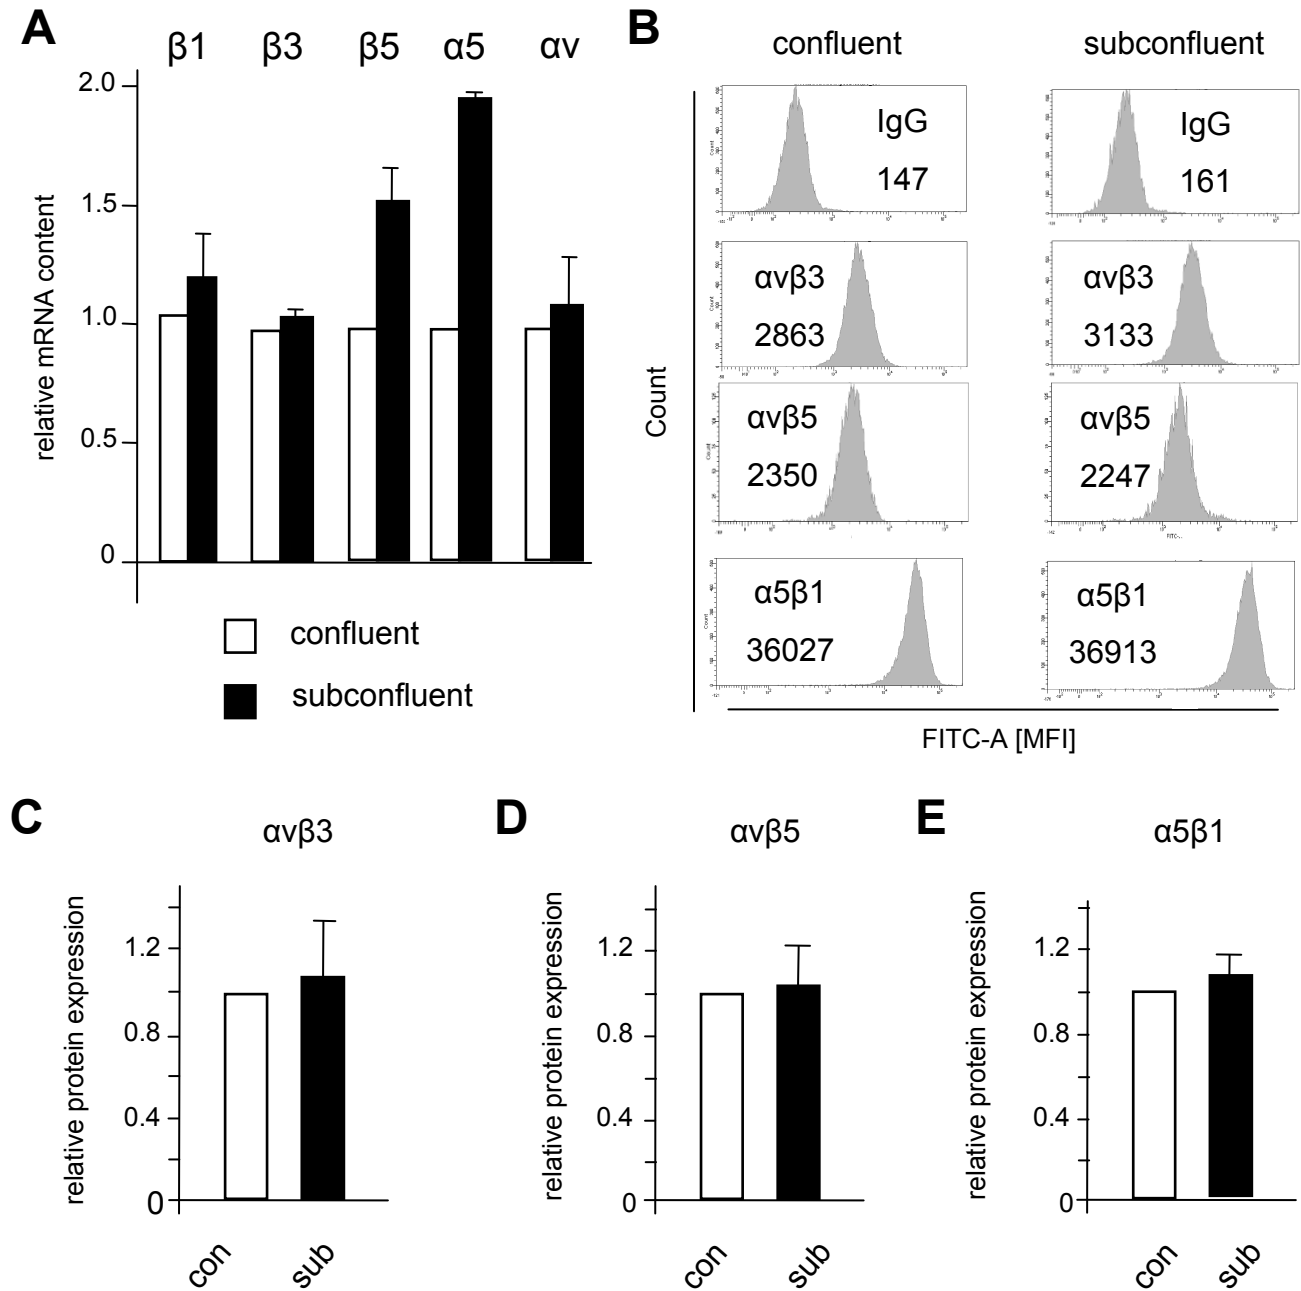 A
β1 β3 β5 α5 αv
2.0
1.5
1.0
0.5
0
relative mRNA content
confluent
subconfluent
B
confluent subconfluent
IgG
147
IgG
161
αvβ3
2863
αvβ3
3133
αvβ5
2350
αvβ5
2247
α5β1
36027
α5β1
36913
Count
FITC-A [MFI]
C
αvβ3
relative protein expression
1.2
0.8
0.4
0
con sub
D
αvβ5
relative protein expression
1.2
0.8
0.4
0
con sub
E
α5β1
relative protein expression
1.2
0.8
0.4
0
con sub